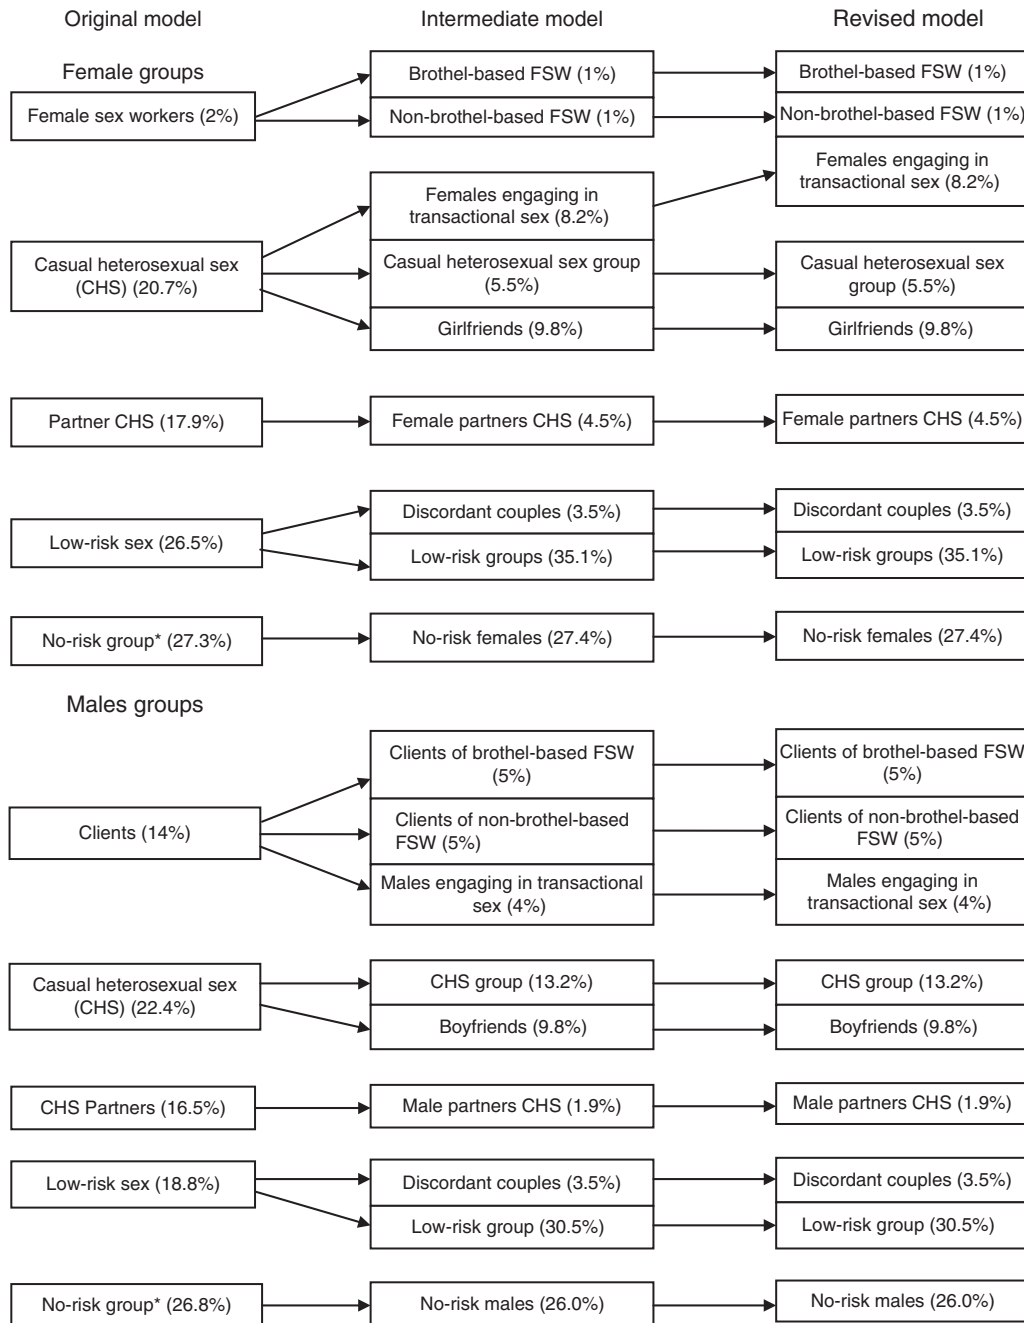 Original model
Intermediate model
Revised model
Female groups
Female sex workers (2%)
Brothel-based FSW (1%)
Non-brothel-based FSW (1%)
Brothel-based FSW (1%)
Non-brothel-based FSW (1%)
Females engaging in
transactional sex (8.2%)
Casual heterosexual sex
(CHS) (20.7%)
Females engaging in
transactional sex (8.2%)
Casual heterosexual sex group
(5.5%)
Girlfriends (9.8%)
Casual heterosexual sex
group (5.5%)
Girlfriends (9.8%)
Partner CHS (17.9%)
Female partners CHS (4.5%)
Female partners CHS (4.5%)
Low-risk sex (26.5%)
Discordant couples (3.5%)
Low-risk groups (35.1%)
Discordant couples (3.5%)
Low-risk groups (35.1%)
No-risk group* (27.3%)
No-risk females (27.4%)
No-risk females (27.4%)
Males groups
Clients (14%)
Clients of brothel-based FSW
(5%)
Clients of non-brothel-based
FSW (5%)
Males engaging in transactional
sex (4%)
Clients of brothel-based FSW
(5%)
Clients of non-brothel-based
FSW (5%)
Males engaging in
transactional sex (4%)
Casual heterosexual sex
(CHS) (22.4%)
CHS group (13.2%)
Boyfriends (9.8%)
CHS group (13.2%)
Boyfriends (9.8%)
CHS Partners (16.5%)
Male partners CHS (1.9%)
Male partners CHS (1.9%)
Low-risk sex (18.8%)
Discordant couples (3.5%)
Low-risk group (30.5%)
Discordant couples (3.5%)
Low-risk group (30.5%)
No-risk group* (26.8%)
No-risk males (26.0%)
No-risk males (26.0%)